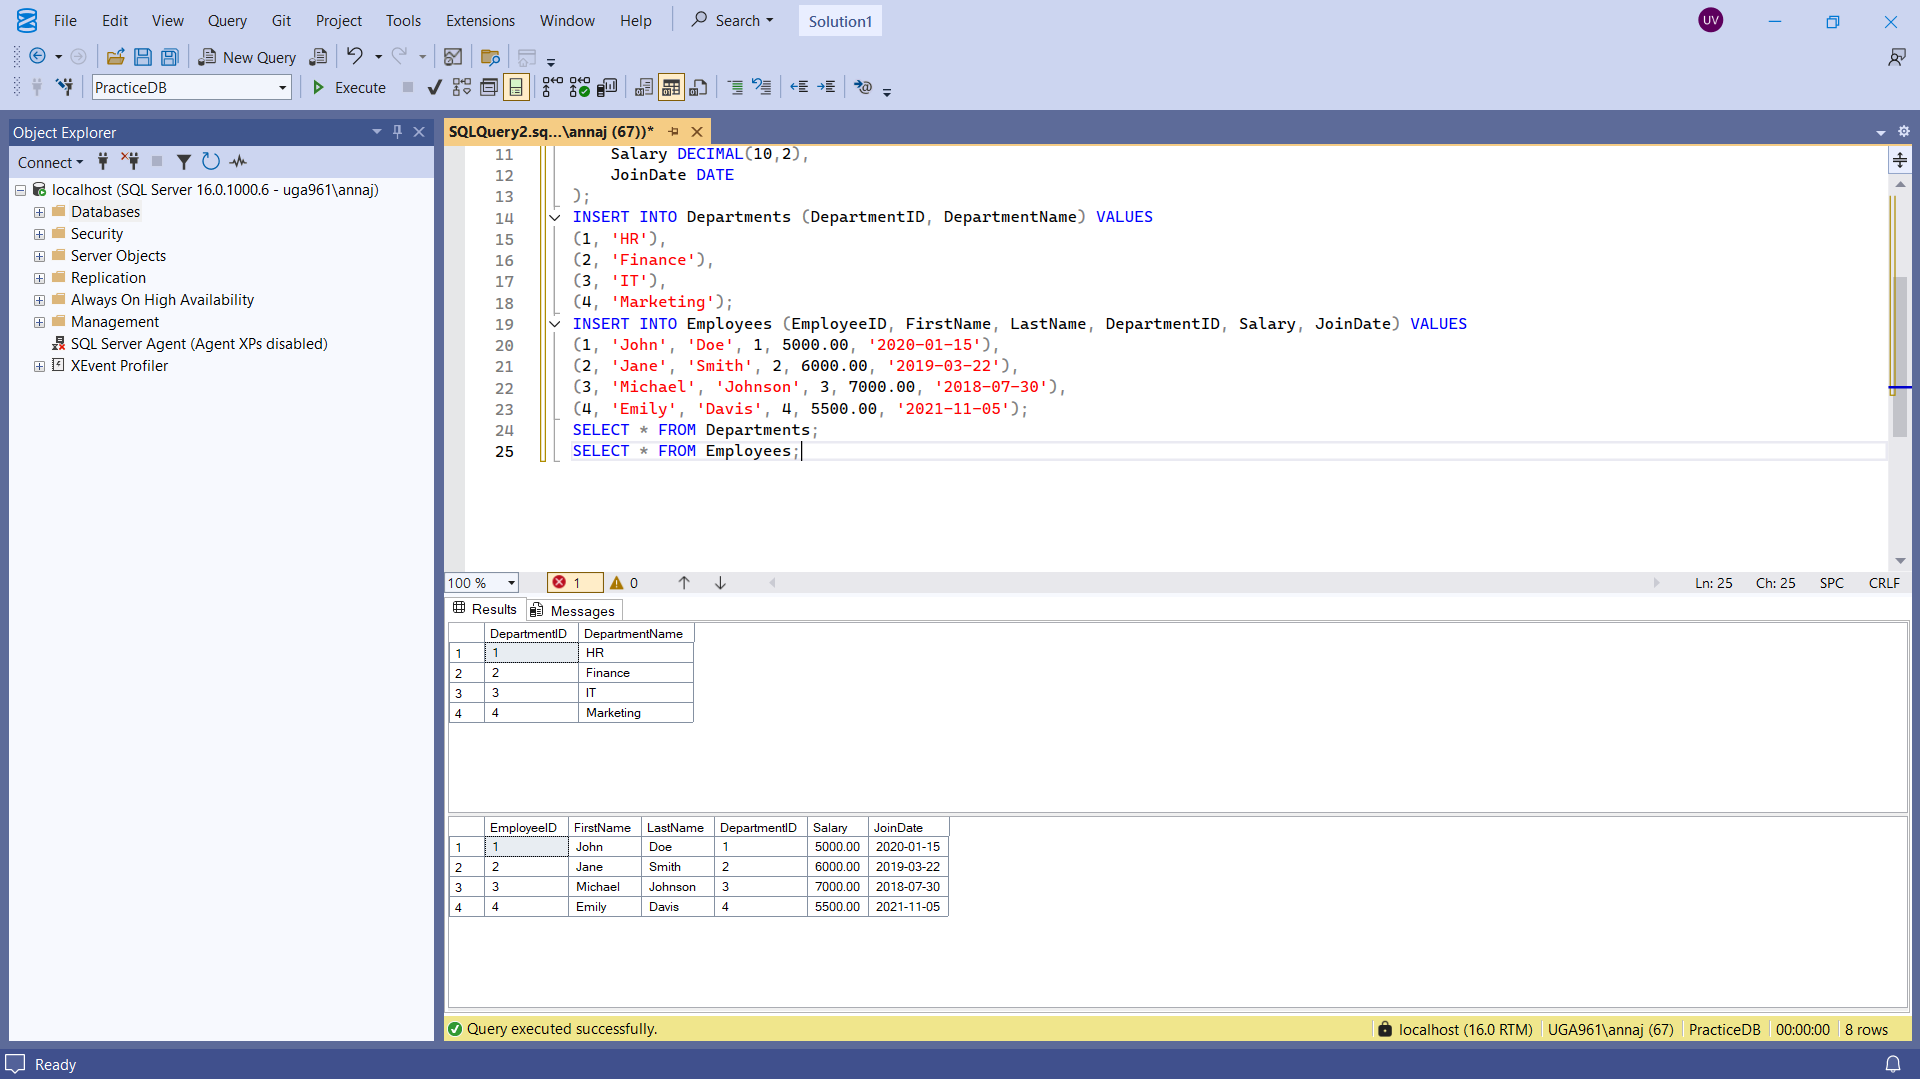 File Edit View Query Git Project Tools Extensions Window Help Search Solution1 UV
New Query
PracticeDB Execute
Object Explorer
Connect
localhost (SQL Server 16.0.1000.6 - uga961\annaj)
Databases
Security
Server Objects
Replication
Always On High Availability
Management
SQL Server Agent (Agent XPs disabled)
XEvent Profiler
SQLQuery2.sq...\annaj (67))*
11 Salary DECIMAL(10,2),
12 JoinDate DATE
13 );
14 INSERT INTO Departments (DepartmentID, DepartmentName) VALUES
15 (1, 'HR'),
16 (2, 'Finance'),
17 (3, 'IT'),
18 (4, 'Marketing');
19 INSERT INTO Employees (EmployeeID, FirstName, LastName, DepartmentID, Salary, JoinDate) VALUES
20 (1, 'John', 'Doe', 1, 5000.00, '2020-01-15'),
21 (2, 'Jane', 'Smith', 2, 6000.00, '2019-03-22'),
22 (3, 'Michael', 'Johnson', 3, 7000.00, '2018-07-30'),
23 (4, 'Emily', 'Davis', 4, 5500.00, '2021-11-05');
24 SELECT * FROM Departments;
25 SELECT * FROM Employees;
100 % 1 0 Ln: 25 Ch: 25 SPC CRLF
Results Messages
DepartmentID DepartmentName
1 1 HR
2 2 Finance
3 3 IT
4 4 Marketing
EmployeeID FirstName LastName DepartmentID Salary JoinDate
1 1 John Doe 1 5000.00 2020-01-15
2 2 Jane Smith 2 6000.00 2019-03-22
3 3 Michael Johnson 3 7000.00 2018-07-30
4 4 Emily Davis 4 5500.00 2021-11-05
Query executed successfully. localhost (16.0 RTM) UGA961\annaj (67) PracticeDB 00:00:00 8 rows
Ready